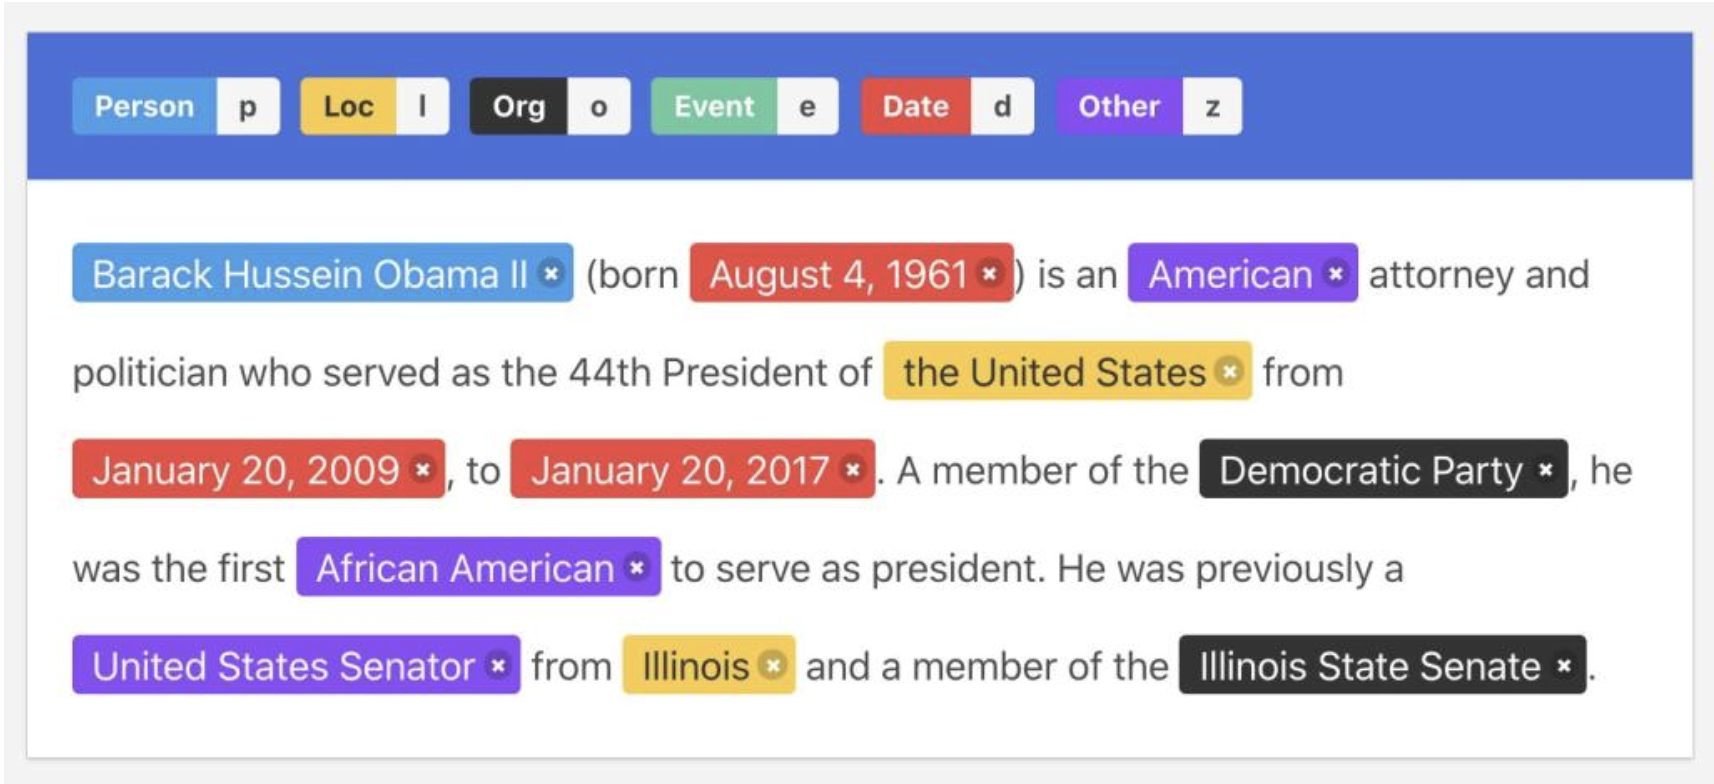 Person p Loc l Org o Event e Date d Other z
Barack Hussein Obama II (born August 4, 1961) is an American attorney and
politician who served as the 44th President of the United States from
January 20, 2009, to January 20, 2017. A member of the Democratic Party, he
was the first African American to serve as president. He was previously a
United States Senator from Illinois and a member of the Illinois State Senate.